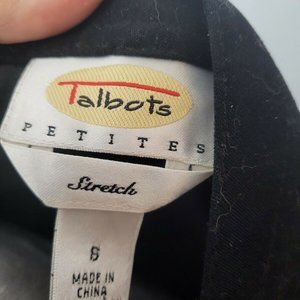 Talbots
PETITES
Stretch
6
MADE IN
CHINA